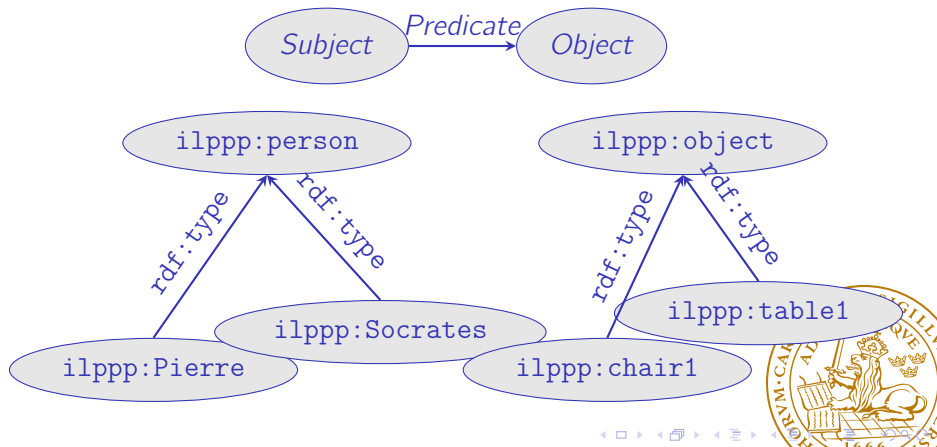 Subject Predicate Object
ilppp:person ilppp:object
rdf:type rdf:type rdf:type rdf:type
ilppp:Socrates ilppp:table1
ilppp:Pierre ilppp:chair1
1666